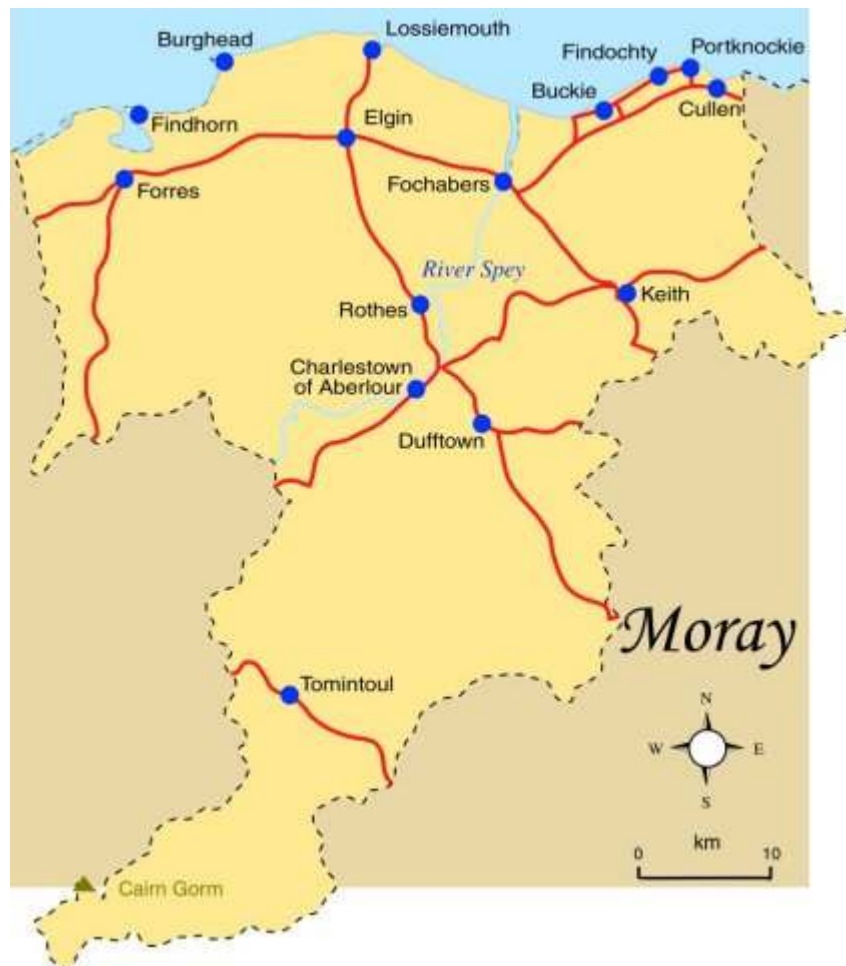 Lossiemouth
Burghead
Portknockie
Findochty
Buckie
Cullen
Findhorn
Elgin
Forres
Fochabers
River Spey
Keith
Rothes
Charlestown
of Aberlour
Dufftown
Moray
Tomintoul
N
W E
S
km
0 10
Cairn Gorm